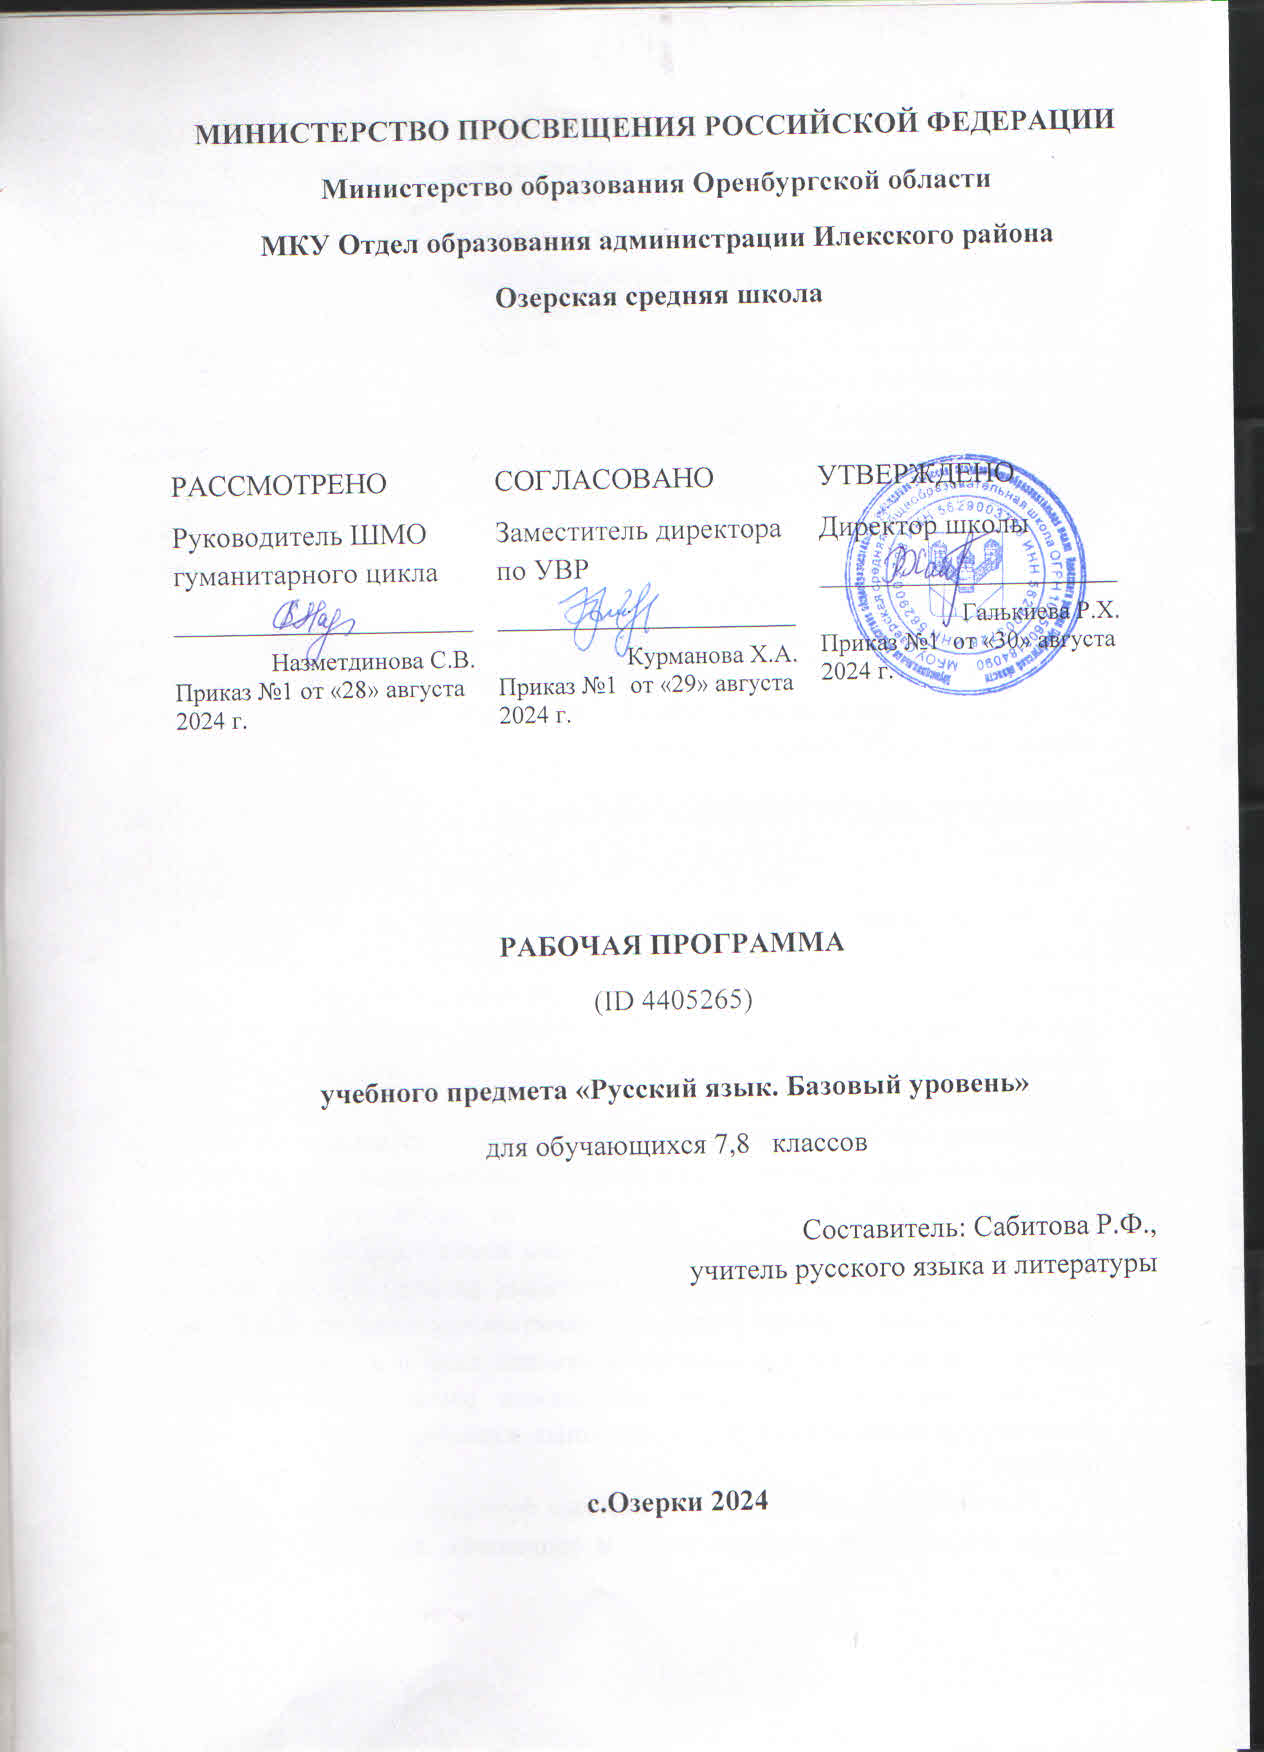 МИНИСТЕРСТВО ПРОСВЕЩЕНИЯ РОССИЙСКОЙ ФЕДЕРАЦИИ
Министерство образования Оренбургской области
МКУ Отдел образования администрации Илекского района
Озерская средняя школа
РАССМОТРЕНО
Руководитель ШМО
гуманитарного цикла
Назметдинова С.В.
Приказ №1 от «28» августа
2024 г.
СОГЛАСОВАНО
Заместитель директора
по УВР
Курманова Х.А.
Приказ №1 от «29» августа
2024 г.
УТВЕРЖДЕНО
Директор школы
Галькиева Р.Х.
Приказ №1 от «30» августа
2024 г.
РАБОЧАЯ ПРОГРАММА
(ID 4405265)
учебного предмета «Русский язык. Базовый уровень»
для обучающихся 7,8 классов
Составитель: Сабитова Р.Ф.,
учитель русского языка и литературы
с.Озерки 2024